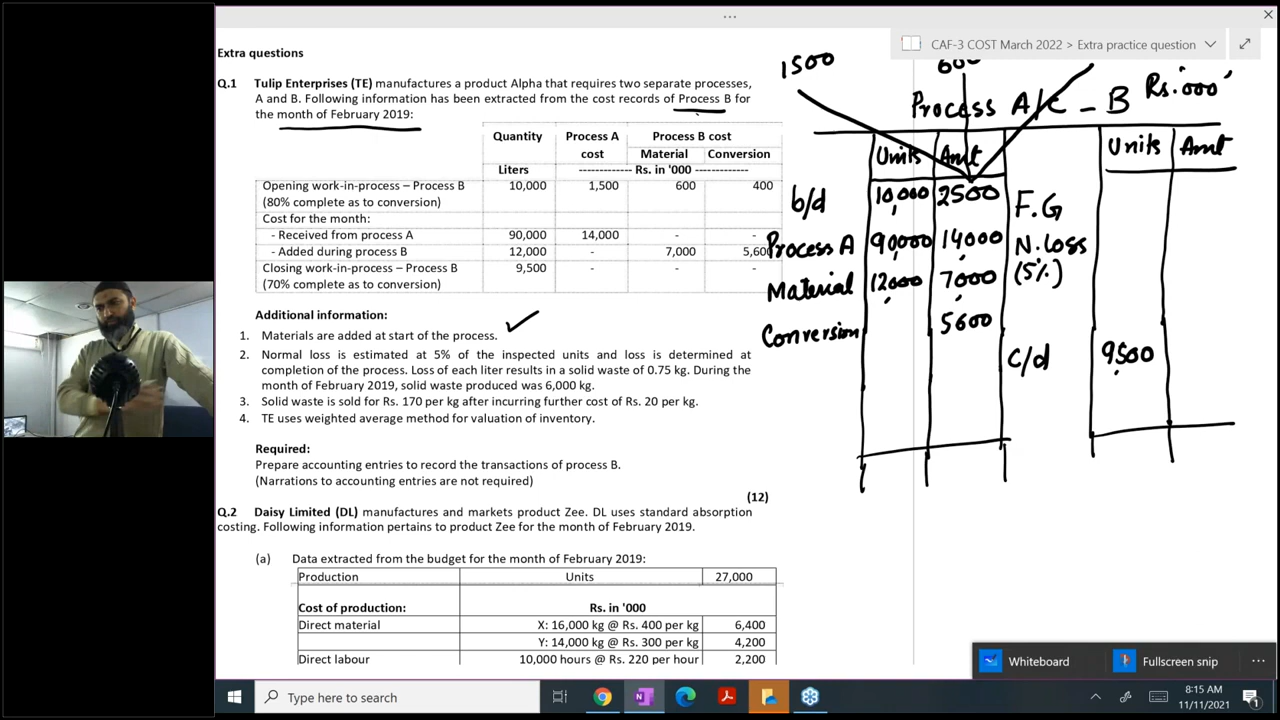 CAF-3 COST March 2022 > Extra practice question
Extra questions
Q.1 Tulip Enterprises (TE) manufactures a product Alpha that requires two separate processes,
A and B. Following information has been extracted from the cost records of Process B for
the month of February 2019:
Quantity Process A Process B cost
cost Material Conversion
Liters ------------ Rs. in '000 ------------
Opening work-in-process – Process B 10,000 1,500 600 400
(80% complete as to conversion)
Cost for the month:
- Received from process A 90,000 14,000 - -
- Added during process B 12,000 - 7,000 5,600
Closing work-in-process – Process B 9,500 - - -
(70% complete as to conversion)
Additional information:
1. Materials are added at start of the process.
2. Normal loss is estimated at 5% of the inspected units and loss is determined at
completion of the process. Loss of each liter results in a solid waste of 0.75 kg. During the
month of February 2019, solid waste produced was 6,000 kg.
3. Solid waste is sold for Rs. 170 per kg after incurring further cost of Rs. 20 per kg.
4. TE uses weighted average method for valuation of inventory.
Required:
Prepare accounting entries to record the transactions of process B.
(Narrations to accounting entries are not required)
(12)
Q.2 Daisy Limited (DL) manufactures and markets product Zee. DL uses standard absorption
costing. Following information pertains to product Zee for the month of February 2019.
(a) Data extracted from the budget for the month of February 2019:
Production Units 27,000
Cost of production: Rs. in '000
Direct material X: 16,000 kg @ Rs. 400 per kg 6,400
Y: 14,000 kg @ Rs. 300 per kg 4,200
Direct labour 10,000 hours @ Rs. 220 per hour 2,200
1500 600
Process A/C - B Rs.'000'
Units Amt Units Amt
b/d 10,000 2500 F.G
Process A 90,000 14000 N.loss
Material 12000 7000 (5%)
Conversion 5600
c/d 9,500
Whiteboard Fullscreen snip
Type here to search
8:15 AM
11/11/2021